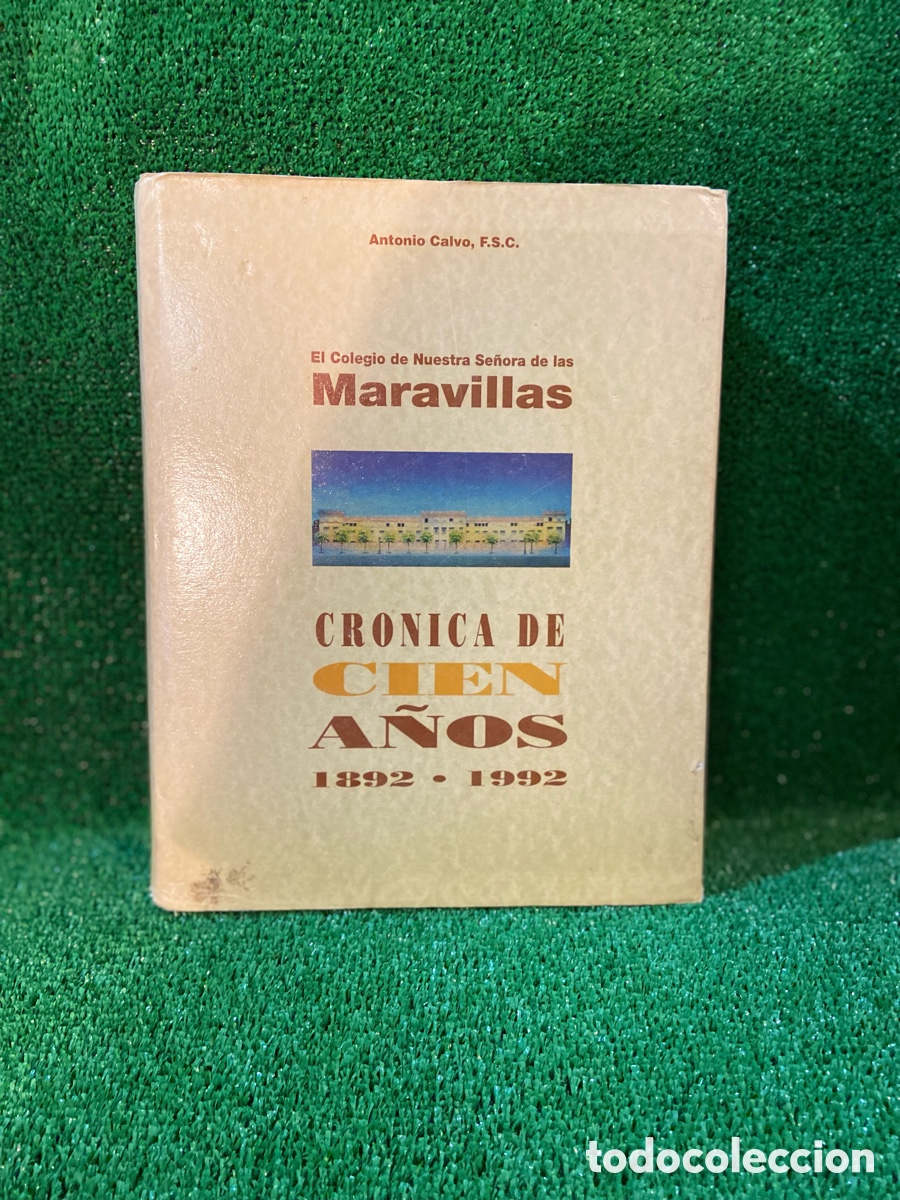 Antonio Calvo, F.S.C.
El Colegio de Nuestra Señora de las
Maravillas
CRONICA DE
CIEN
AÑOS
1892 • 1992
todocoleccion